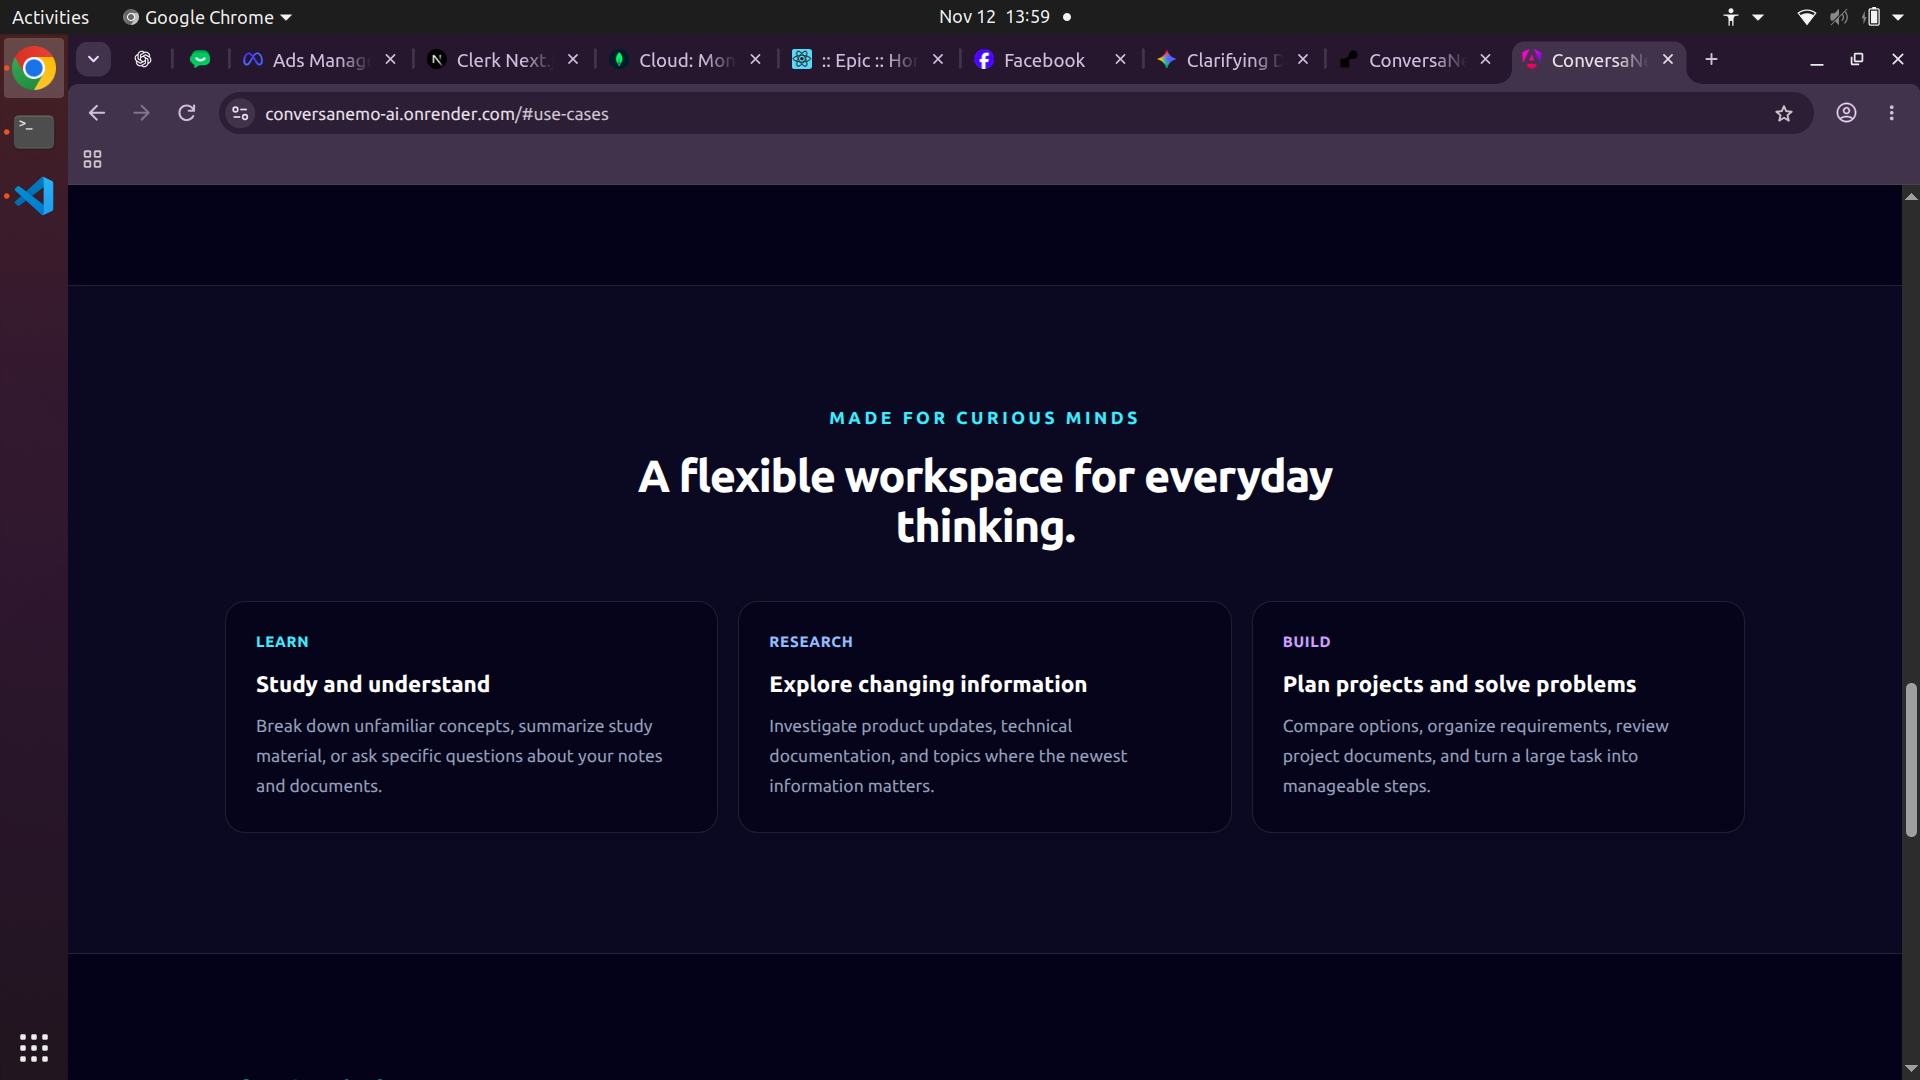 Activities
Google Chrome
Nov 12 13:59
Ads Manag
Clerk Next.
Cloud: Mon
:: Epic :: Ho
Facebook
Clarifying D
ConversaNe
ConversaN
conversanemo-ai.onrender.com/#use-cases
MADE FOR CURIOUS MINDS
A flexible workspace for everyday
thinking.
LEARN
Study and understand
Break down unfamiliar concepts, summarize study
material, or ask specific questions about your notes
and documents.
RESEARCH
Explore changing information
Investigate product updates, technical
documentation, and topics where the newest
information matters.
BUILD
Plan projects and solve problems
Compare options, organize requirements, review
project documents, and turn a large task into
manageable steps.